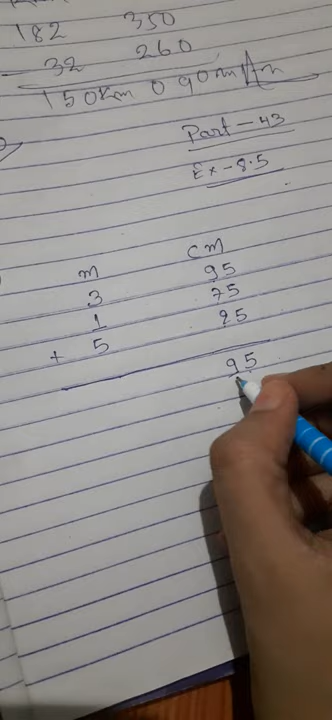 182 350
- 32 260
150km 090m
Part - 43
Ex - 8.5
m cm
3 95
1 75
+ 5 25
95